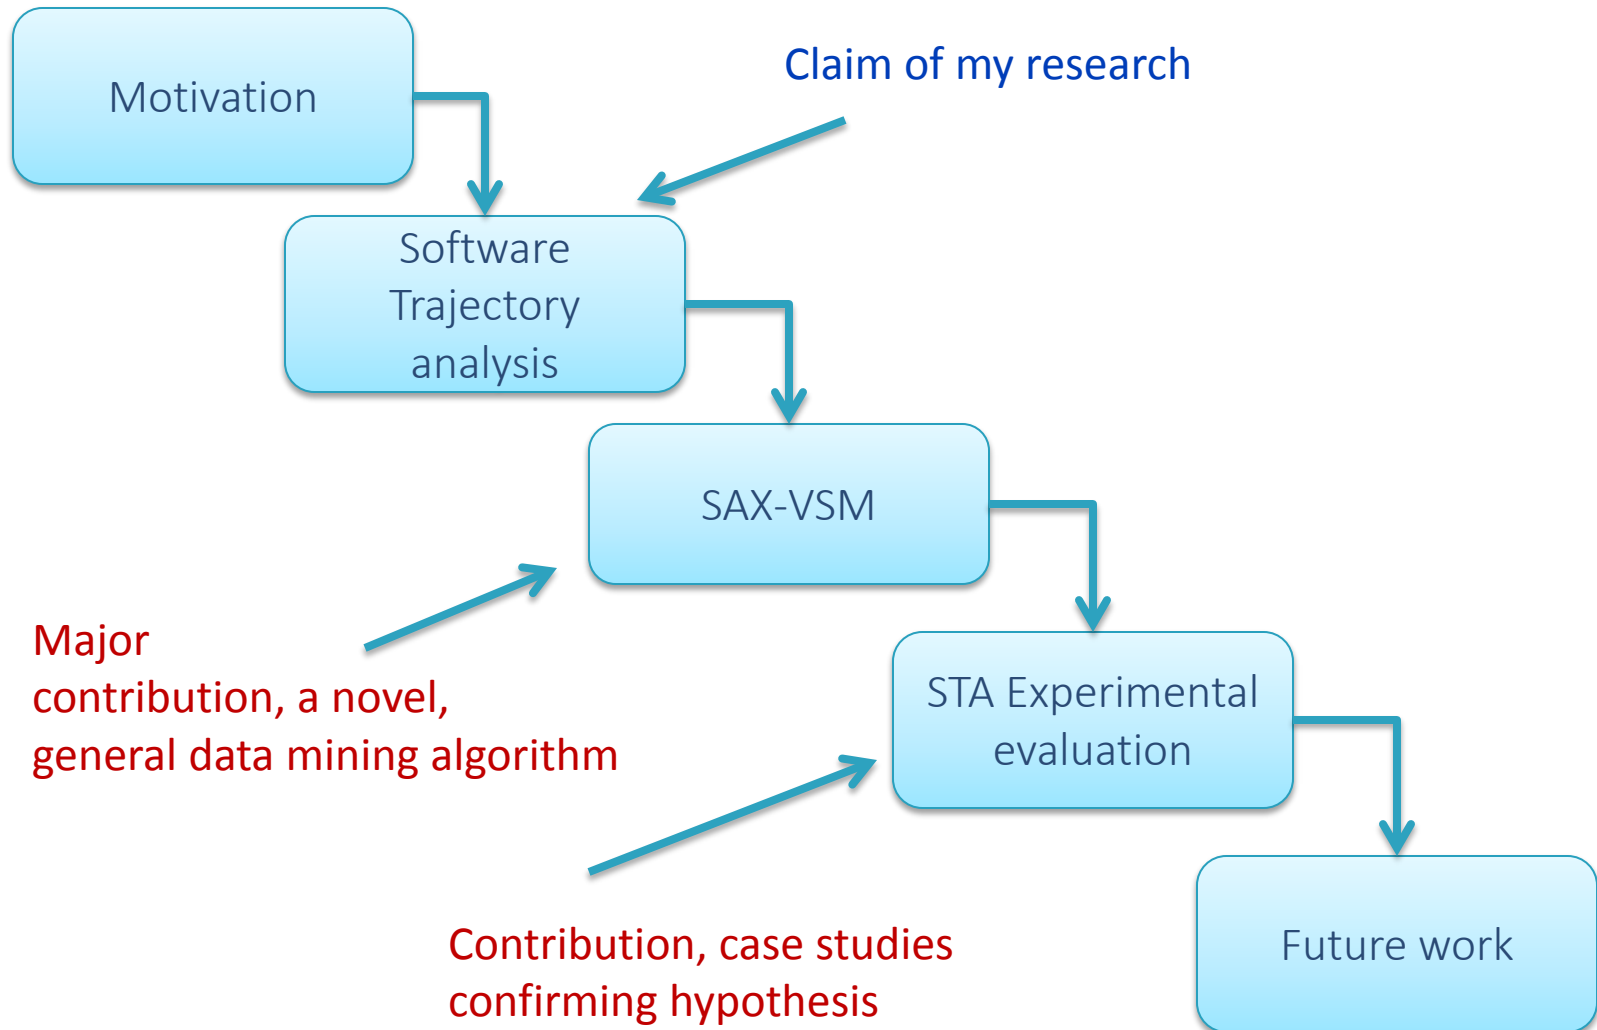 Motivation
Claim of my research
Software
Trajectory
analysis
SAX-VSM
Major
contribution, a novel,
general data mining algorithm
STA Experimental
evaluation
Contribution, case studies
confirming hypothesis
Future work